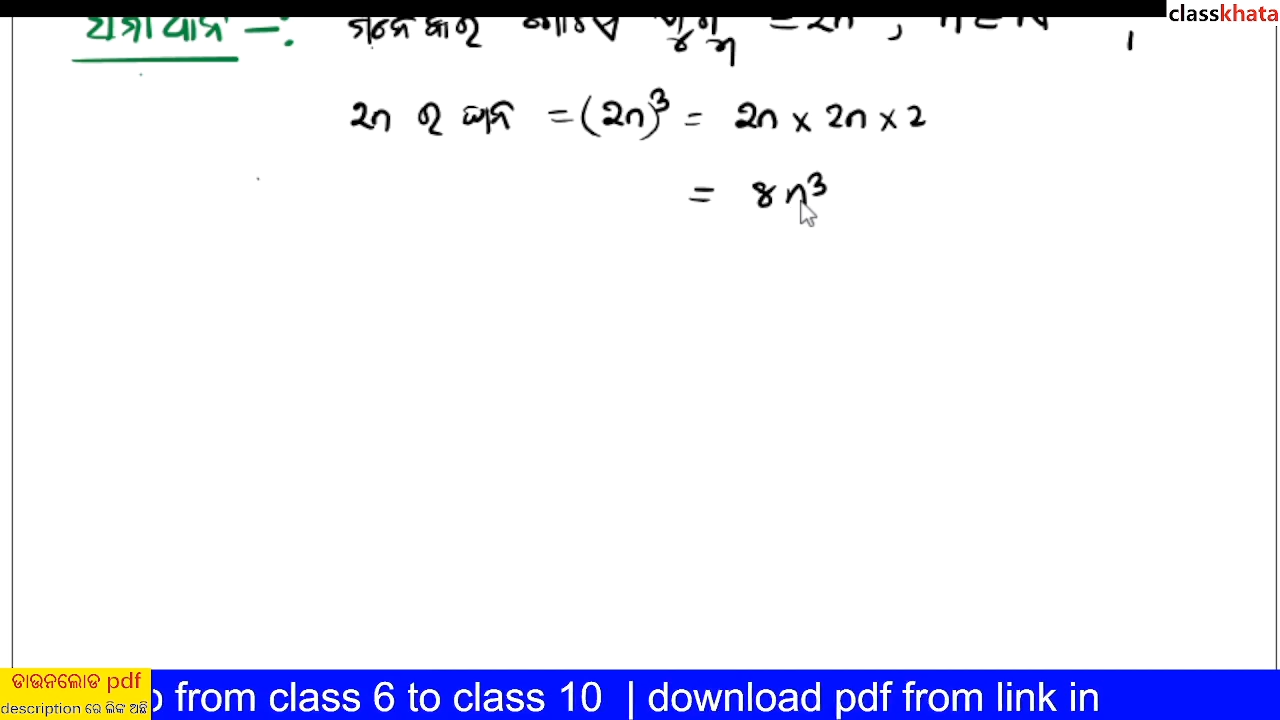 classkhata
= 2n ,
2n ର ଘନ = (2n)³ = 2n × 2n × 2
= 8n³
ଡାଉନଲୋଡ pdf
description ରେ ଲିଙ୍କ ଅଛି
from class 6 to class 10 | download pdf from link in